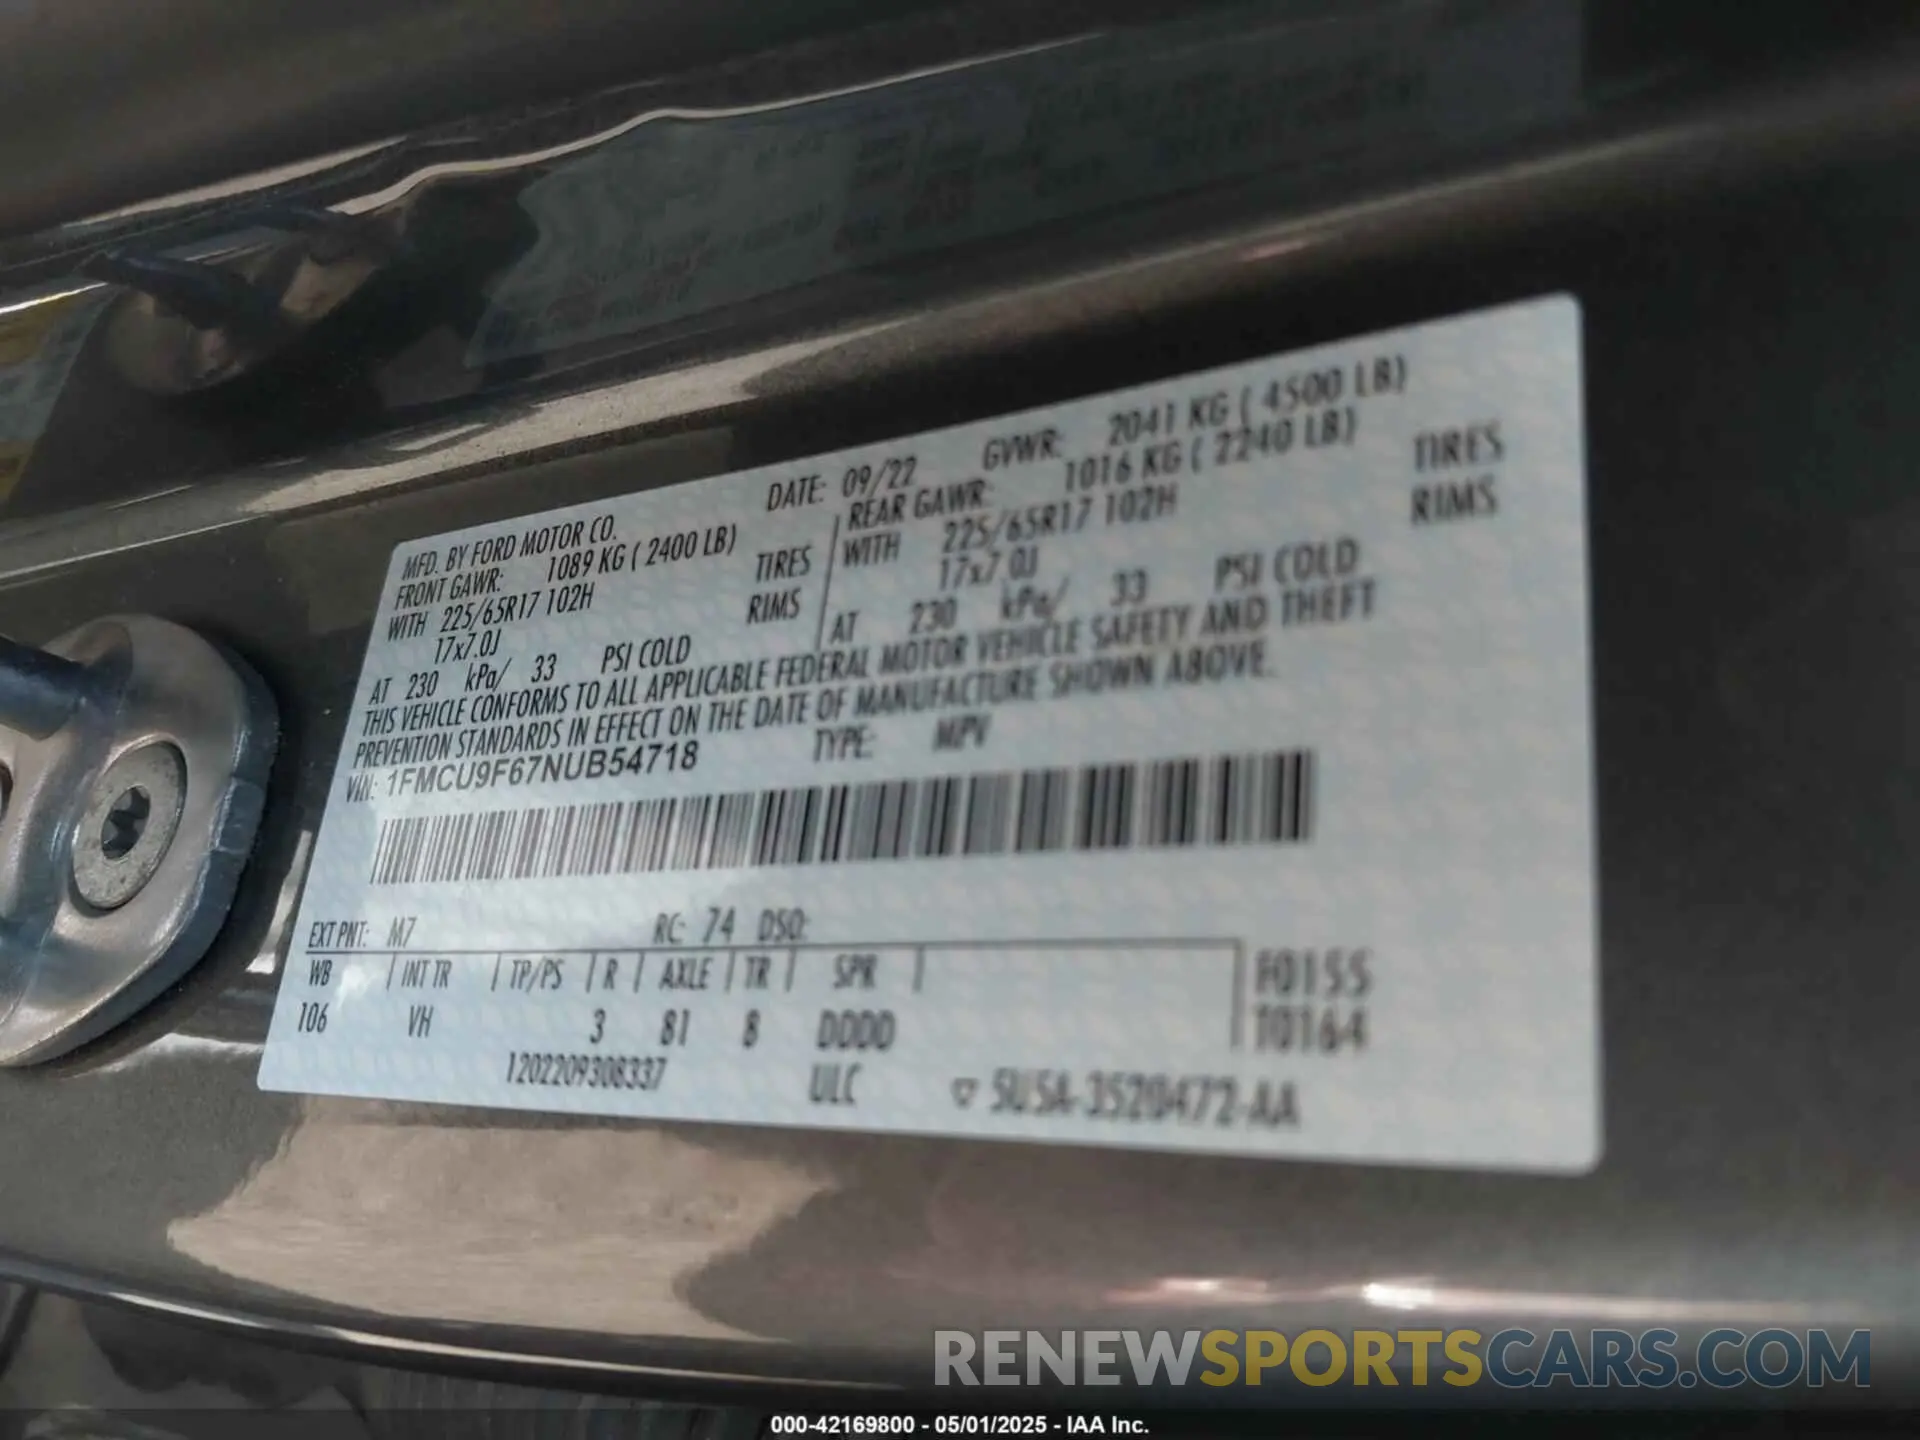 MFD. BY FORD MOTOR CO. DATE: 09/22 GVWR: 2041 KG ( 4500 LB)
FRONT GAWR: 1089 KG ( 2400 LB) REAR GAWR: 1016 KG ( 2240 LB)
WITH 225/65R17 102H TIRES WITH 225/65R17 102H TIRES
17x7.0J RIMS 17x7.0J RIMS
AT 230 kPa/ 33 PSI COLD AT 230 kPa/ 33 PSI COLD
THIS VEHICLE CONFORMS TO ALL APPLICABLE FEDERAL MOTOR VEHICLE SAFETY AND THEFT
PREVENTION STANDARDS IN EFFECT ON THE DATE OF MANUFACTURE SHOWN ABOVE.
VIN: 1FMCU9F67NUB54718 TYPE: MPV
EXT PNT: M7 RC: 74 DSO:
WB INT TR TP/PS R AXLE TR SPR F0155
106 VH 3 81 8 DDDD T0164
1202209308337 ULC 5U5A-3520472-AA
RENEWSPORTSCARS.COM
000-42169800 - 05/01/2025 - IAA Inc.